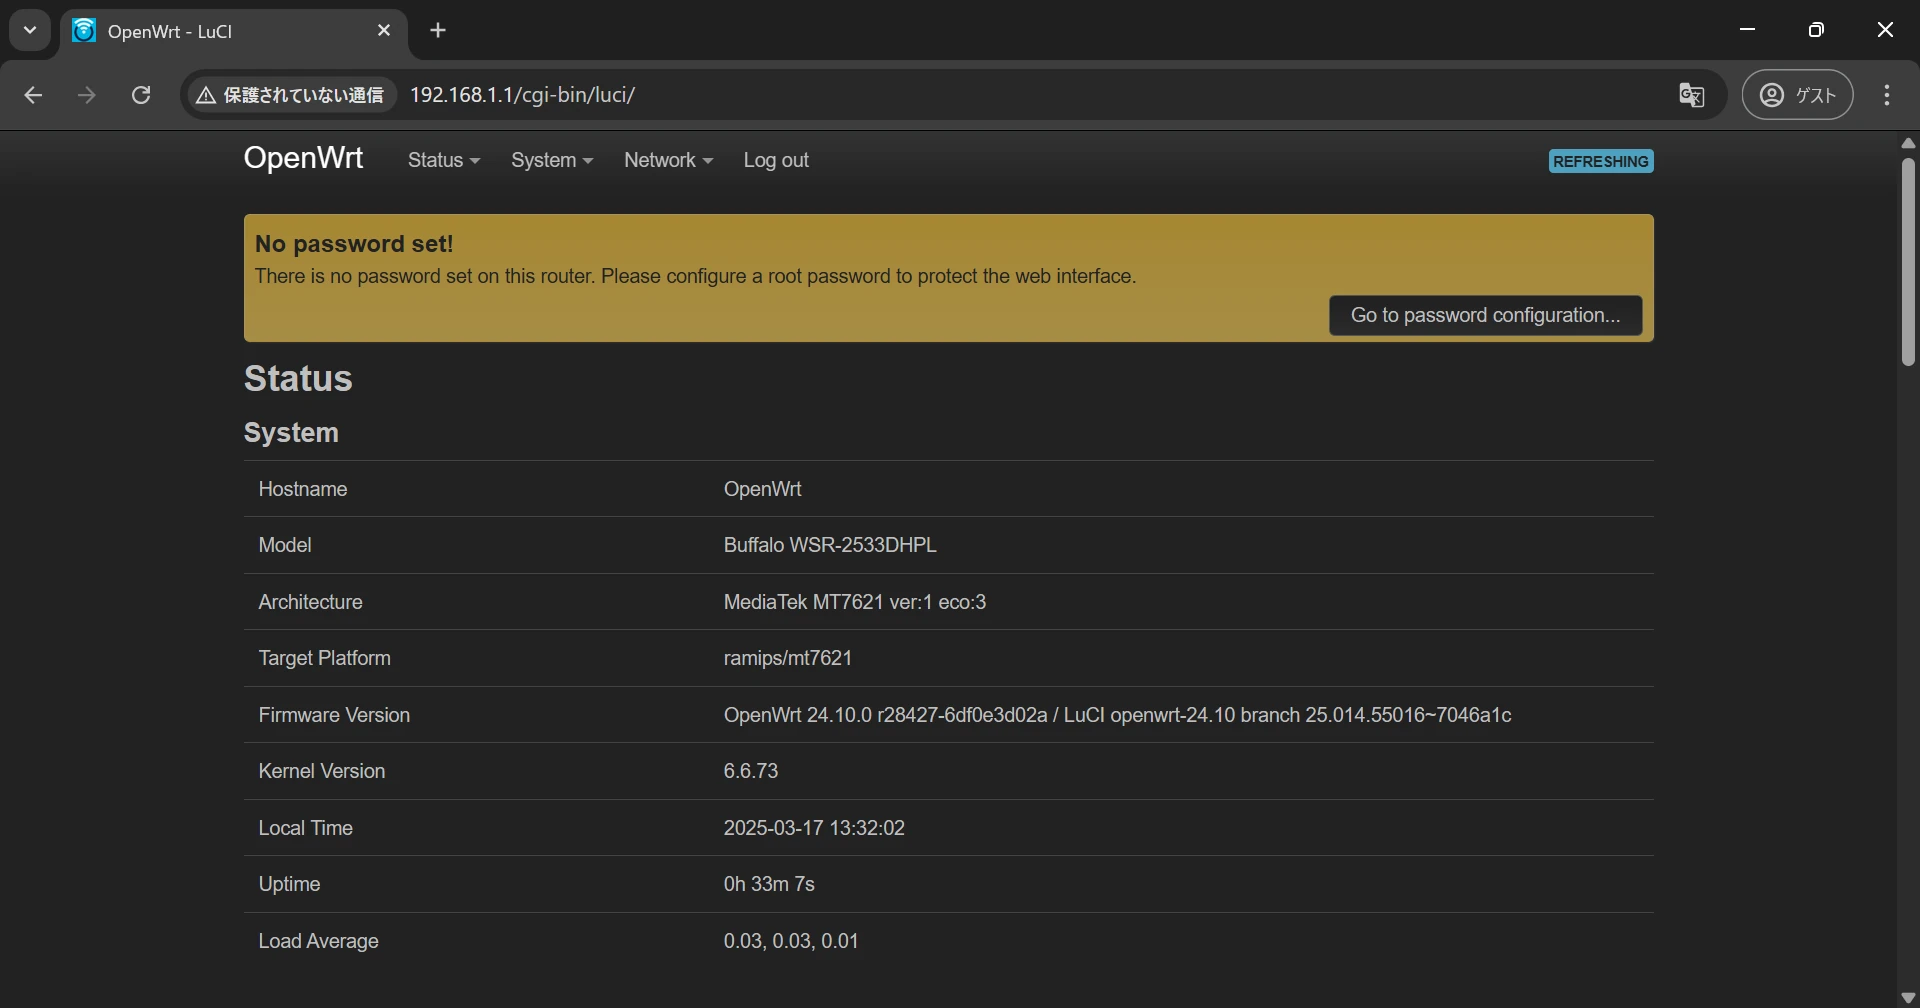 OpenWrt - LuCI
保護されていない通信 192.168.1.1/cgi-bin/luci/ ゲスト
OpenWrt Status System Network Log out REFRESHING
No password set!
There is no password set on this router. Please configure a root password to protect the web interface.
Go to password configuration...
Status
System
Hostname OpenWrt
Model Buffalo WSR-2533DHPL
Architecture MediaTek MT7621 ver:1 eco:3
Target Platform ramips/mt7621
Firmware Version OpenWrt 24.10.0 r28427-6df0e3d02a / LuCI openwrt-24.10 branch 25.014.55016~7046a1c
Kernel Version 6.6.73
Local Time 2025-03-17 13:32:02
Uptime 0h 33m 7s
Load Average 0.03, 0.03, 0.01